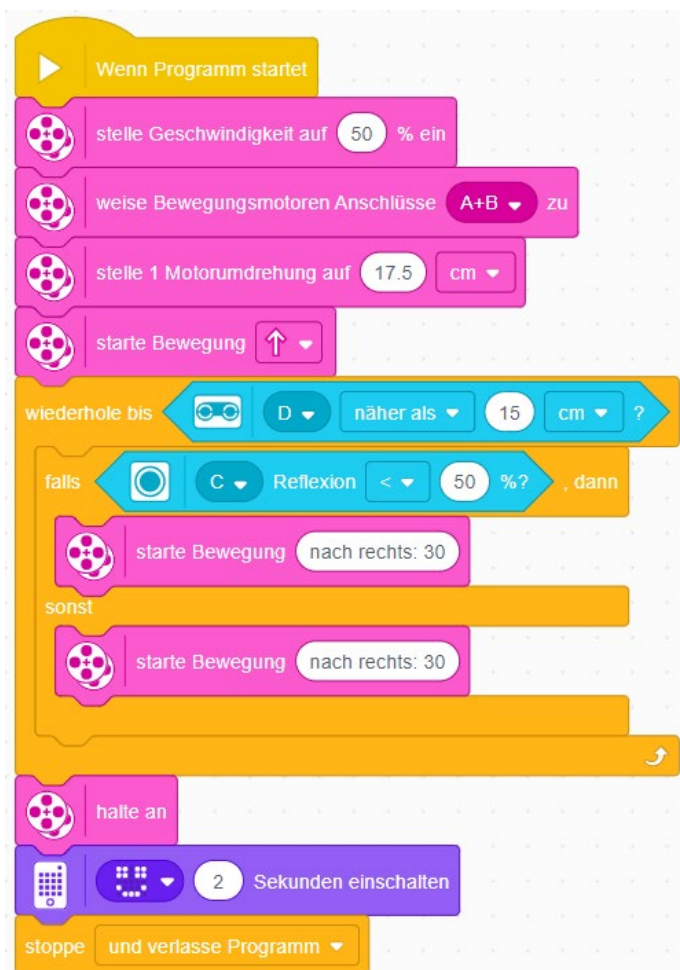 Wenn Programm startet
stelle Geschwindigkeit auf 50 % ein
weise Bewegungsmotoren Anschlüsse A+B zu
stelle 1 Motorumdrehung auf 17.5 cm
starte Bewegung
wiederhole bis D näher als 15 cm ?
falls C Reflexion < 50 %? , dann
starte Bewegung nach rechts: 30
sonst
starte Bewegung nach rechts: 30
halte an
2 Sekunden einschalten
stoppe und verlasse Programm